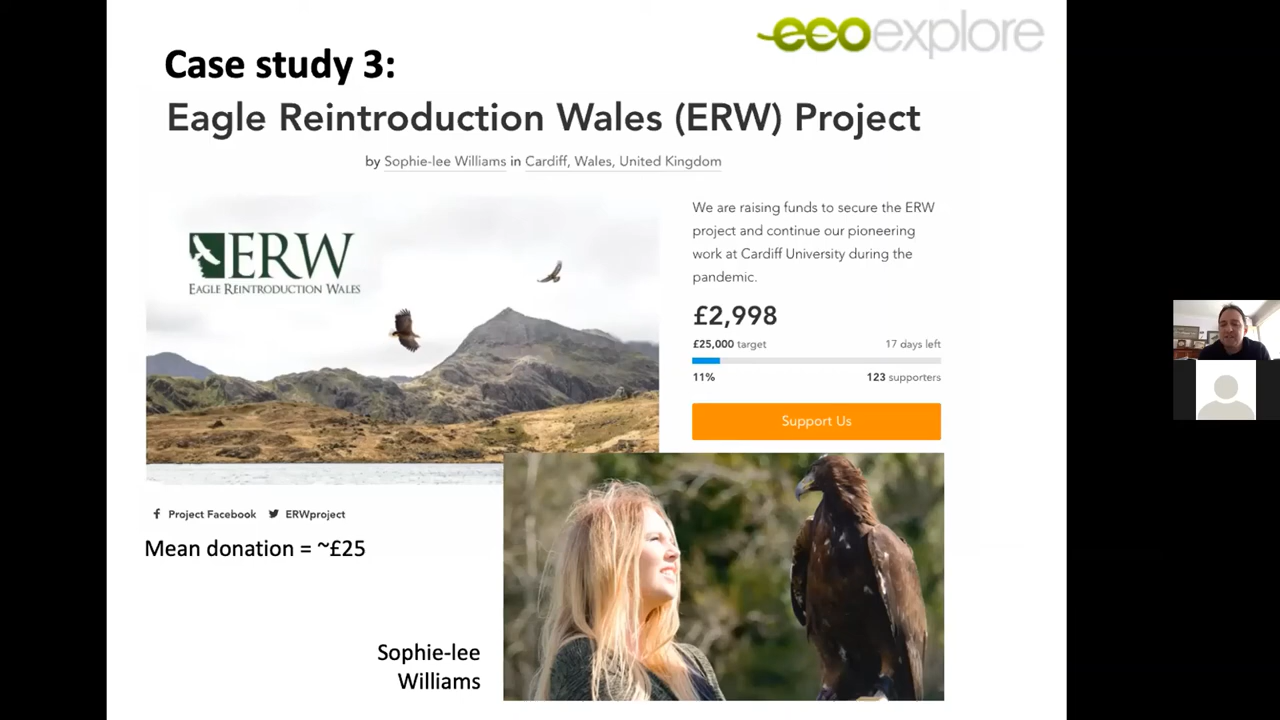 ecoexplore
Case study 3:
Eagle Reintroduction Wales (ERW) Project
by Sophie-lee Williams in Cardiff, Wales, United Kingdom
ERW
EAGLE REINTRODUCTION WALES
We are raising funds to secure the ERW
project and continue our pioneering
work at Cardiff University during the
pandemic.
£2,998
£25,000 target 17 days left
11% 123 supporters
Support Us
Project Facebook ERWproject
Mean donation = ~£25
Sophie-lee
Williams